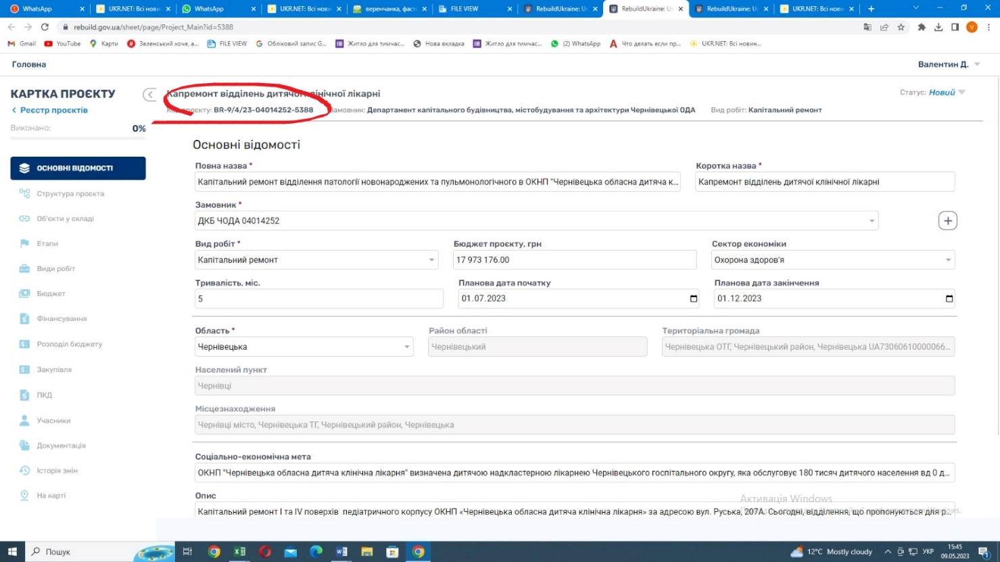 WhatsApp
UKR.NET: Всі нови
WhatsApp
UKR.NET: Всі нови
веренчанка, фаст
FILE VIEW
RebuildUkraine: U
RebuildUkraine: U
RebuildUkraine: U
UKR.NET: Всі нови
rebuild.gov.ua/sheet/page/Project_Main?id=5388
V
Gmail
YouTube
Карти
Зеленський хоче, а...
FILE VIEW
Обліковий запис G...
Житло для тимчас...
Нова вкладка
Житло для тимчас...
(2) WhatsApp
Что делать если пр...
UKR.NET: Всі новин...
Головна
Валентин Д.
КАРТКА ПРОЄКТУ
Капремонт відділень дитячої клінічної лікарні
Статус: Новий
< Реєстр проєктів
Код проєкту: BR-9/4/23-04014252-5388 Замовник: Департамент капітального будівництва, містобудування та архітектури Чернівецької ОДА Вид робіт: Капітальний ремонт
Виконано: 0%
ОСНОВНІ ВІДОМОСТІ
Структура проєкта
Об'єкти у складі
Етапи
Види робіт
Бюджет
Фінансування
Розподіл бюджету
Закупівля
ПКД
Учасники
Документація
Історія змін
На карті
Основні відомості
Повна назва *
Коротка назва *
Капітальний ремонт відділення патології новонароджених та пульмонологічного в ОКНП "Чернівецька обласна дитяча к...
Капремонт відділень дитячої клінічної лікарні
Замовник *
ДКБ ЧОДА 04014252
Вид робіт *
Бюджет проєкту, грн
Сектор економіки
Капітальний ремонт
17 973 176.00
Охорона здоров'я
Тривалість, міс.
Планова дата початку
Планова дата закінчення
5
01.07.2023
01.12.2023
Область *
Район області
Територіальна громада
Чернівецька
Чернівецький
Чернівецька ОТГ, Чернівецький район, Чернівецька UA73060610000066...
Населений пункт
Чернівці
Місцезнаходження
Чернівці місто, Чернівецька ТГ, Чернівецький район, Чернівецька
Соціально-економічна мета
ОКНП "Чернівецька обласна дитяча клінічна лікарня" визначена дитячою надкластерною лікарнею Чернівецького госпітального округу, яка обслуговує 180 тисяч дитячого населення вд 0 д...
Опис
Активація Windows
Капітальний ремонт І та ІV поверхів педіатричного корпусу ОКНП «Чернівецька обласна дитяча клінічна лікарня» за адресою вул. Руська, 207А. Сьогодні, відділення, що пропонуються для р...
Пошук
12°C Mostly cloudy
УКР
15:45
09.05.2023
1